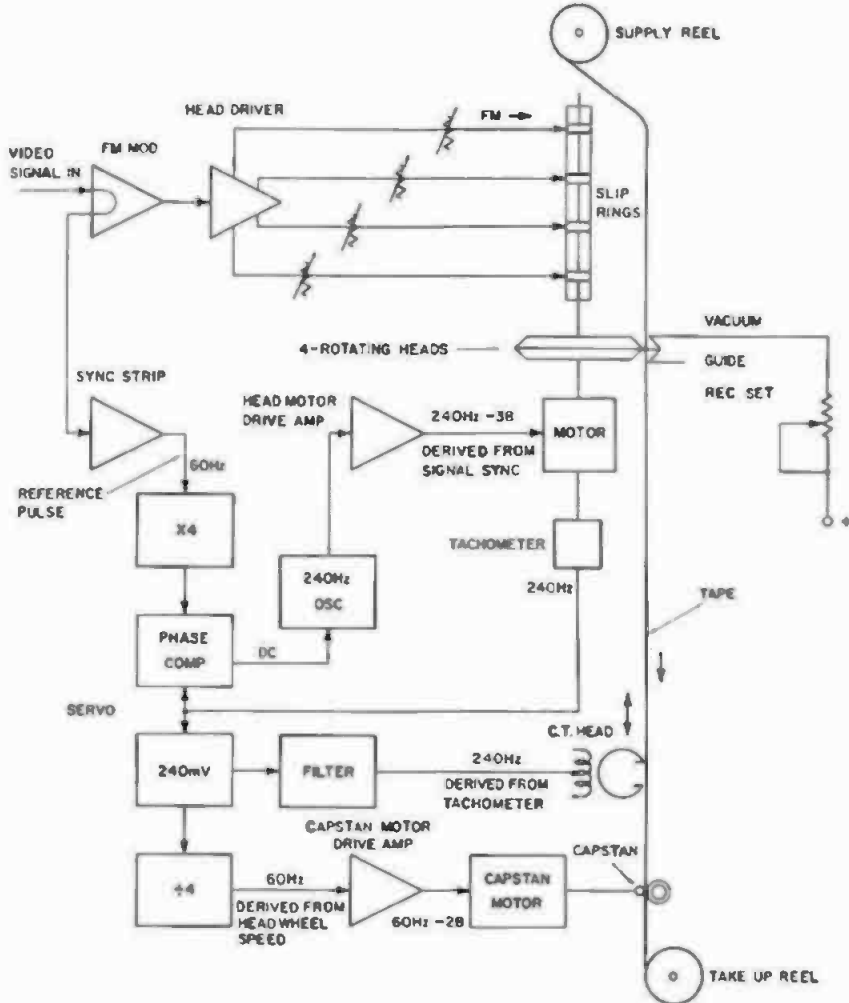 SUPPLY REEL
HEAD DRIVER
FM →
VIDEO
SIGNAL IN
FM MOD
SLIP
RINGS
VACUUM
4-ROTATING HEADS
GUIDE
SYNC STRIP
REC SET
HEAD MOTOR
DRIVE AMP
240HZ -3Ø
DERIVED FROM
SIGNAL SYNC
MOTOR
60HZ
REFERENCE
PULSE
X4
+
TACHOMETER
240HZ
240HZ
OSC
TAPE
PHASE
COMP
DC
SERVO
C.T. HEAD
240mV
FILTER
240HZ
DERIVED FROM
TACHOMETER
CAPSTAN MOTOR
DRIVE AMP
CAPSTAN
÷4
60HZ
DERIVED FROM
HEAD WHEEL
SPEED
60HZ -2Ø
CAPSTAN
MOTOR
TAKE UP REEL